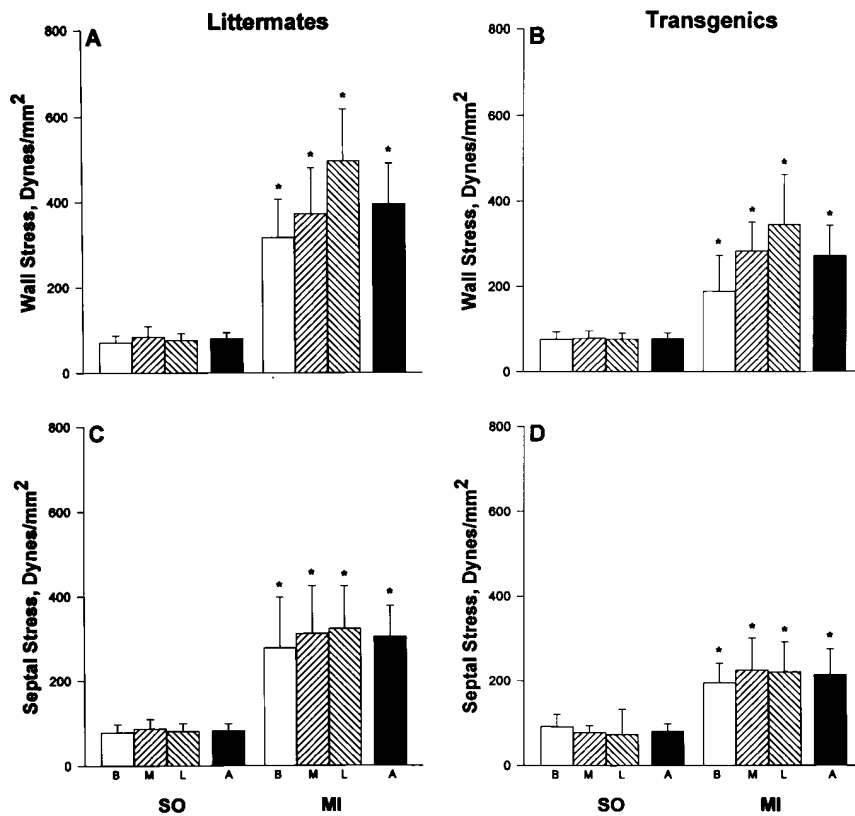 Littermates
Transgenics
A
B
800
600
400
200
0
Wall Stress, Dynes/mm²
* * * *
800
600
400
200
0
Wall Stress, Dynes/mm²
* * * *
C
D
800
600
400
200
0
Septal Stress, Dynes/mm²
* * * *
800
600
400
200
0
Septal Stress, Dynes/mm²
* * * *
B M L A B M L A
SO MI
B M L A B M L A
SO MI